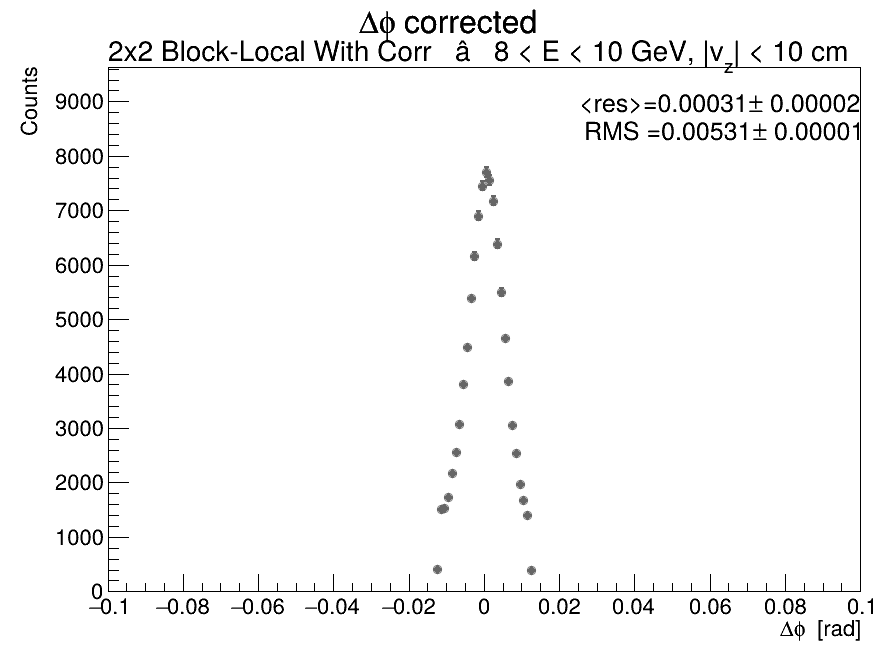 Δϕ corrected
2x2 Block-Local With Corr â 8 < E < 10 GeV, |v_z| < 10 cm
Counts
<res>=0.00031± 0.00002
RMS =0.00531± 0.00001
9000
8000
7000
6000
5000
4000
3000
2000
1000
0
−0.1 −0.08 −0.06 −0.04 −0.02 0 0.02 0.04 0.06 0.08 0.1
Δϕ [rad]